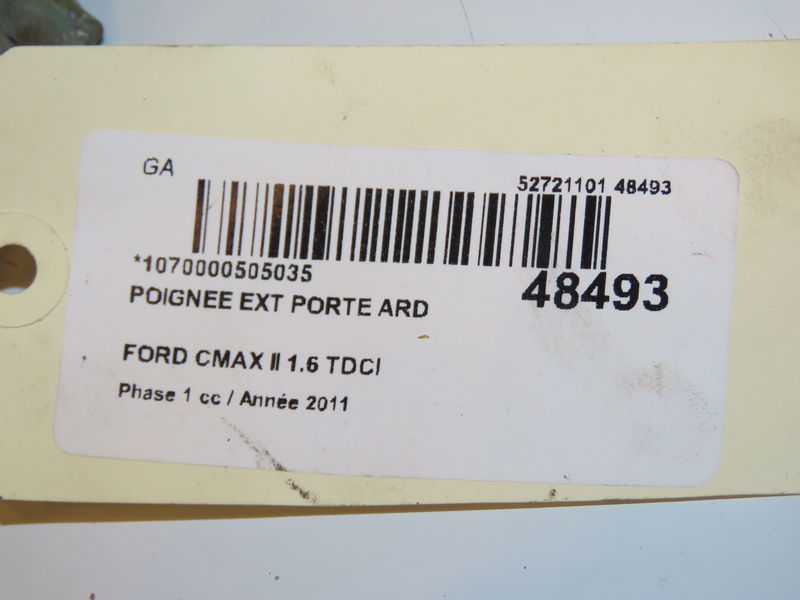 GA
52721101 48493
*1070000505035
48493
POIGNEE EXT PORTE ARD
FORD CMAX II 1.6 TDCI
Phase 1 cc / Année 2011